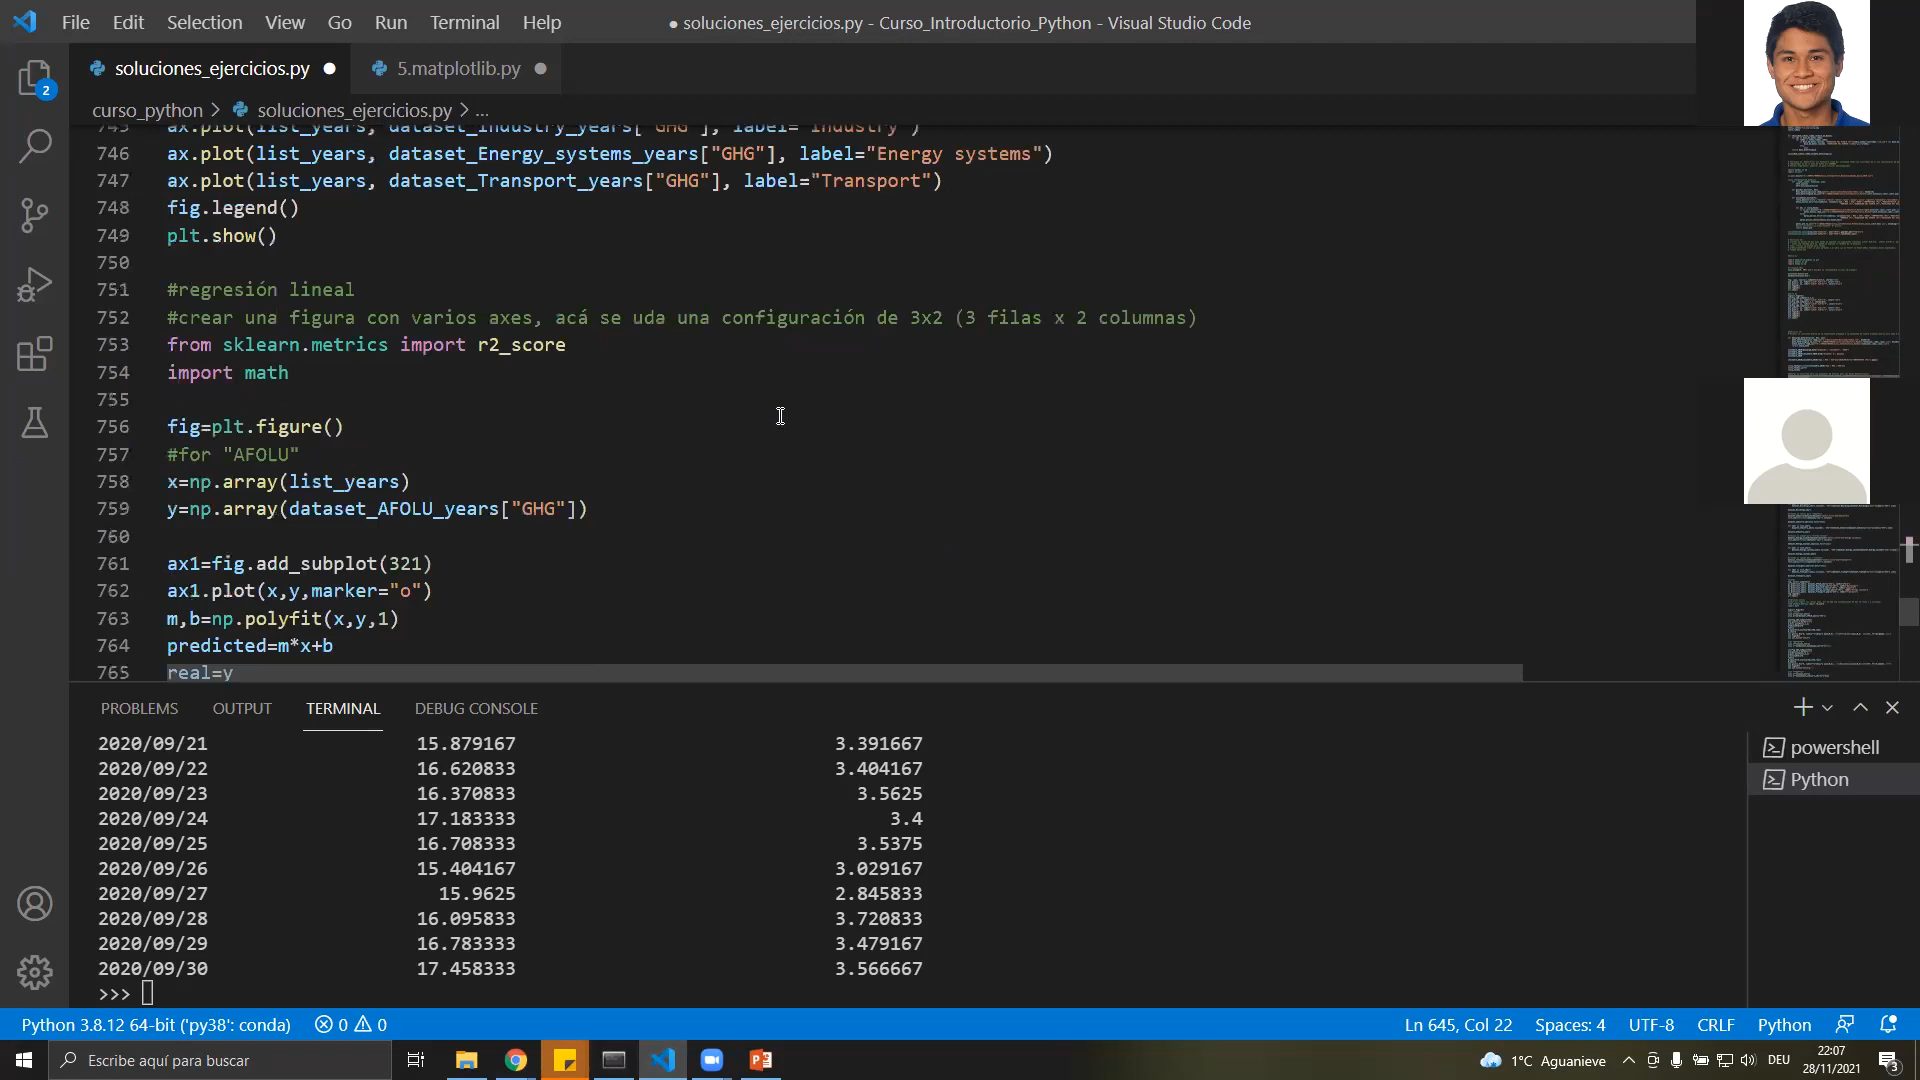 File Edit Selection View Go Run Terminal Help
● soluciones_ejercicios.py - Curso_Introductorio_Python - Visual Studio Code
soluciones_ejercicios.py ●
5.matplotlib.py ●
curso_python > soluciones_ejercicios.py > ...
745 ax.plot(list_years, dataset_Industry_years["GHG"], label="Industry")
746 ax.plot(list_years, dataset_Energy_systems_years["GHG"], label="Energy systems")
747 ax.plot(list_years, dataset_Transport_years["GHG"], label="Transport")
748 fig.legend()
749 plt.show()
750
751 #regresión lineal
752 #crear una figura con varios axes, acá se uda una configuración de 3x2 (3 filas x 2 columnas)
753 from sklearn.metrics import r2_score
754 import math
755
756 fig=plt.figure()
757 #for "AFOLU"
758 x=np.array(list_years)
759 y=np.array(dataset_AFOLU_years["GHG"])
760
761 ax1=fig.add_subplot(321)
762 ax1.plot(x,y,marker="o")
763 m,b=np.polyfit(x,y,1)
764 predicted=m*x+b
765 real=y
2
PROBLEMS OUTPUT TERMINAL DEBUG CONSOLE
2020/09/21 15.879167 3.391667
2020/09/22 16.620833 3.404167
2020/09/23 16.370833 3.5625
2020/09/24 17.183333 3.4
2020/09/25 16.708333 3.5375
2020/09/26 15.404167 3.029167
2020/09/27 15.9625 2.845833
2020/09/28 16.095833 3.720833
2020/09/29 16.783333 3.479167
2020/09/30 17.458333 3.566667
>>>
powershell
Python
Python 3.8.12 64-bit ('py38': conda) 0 0
Ln 645, Col 22 Spaces: 4 UTF-8 CRLF Python
Escribe aquí para buscar
1°C Aguanieve
DEU
22:07
28/11/2021
3